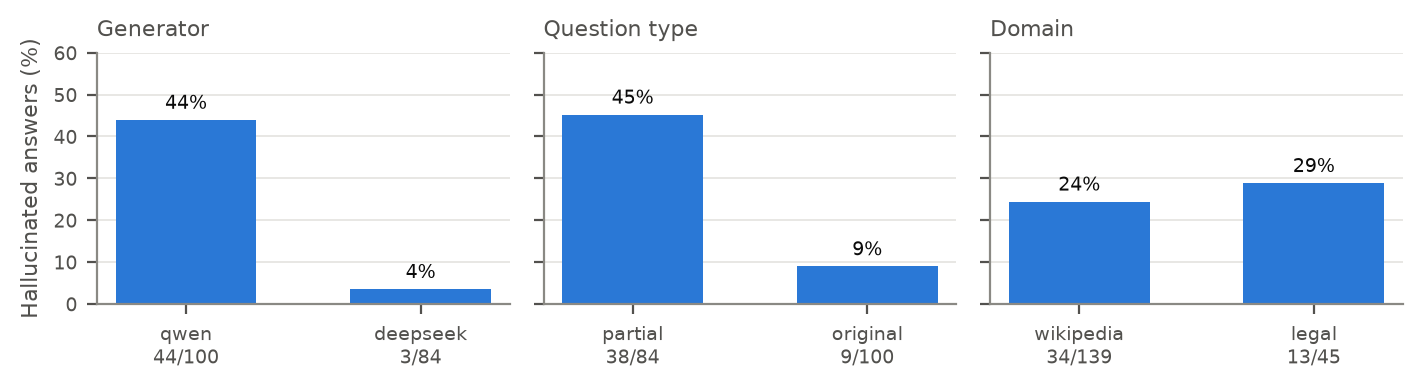 Generator
Hallucinated answers (%)
60
50
40
30
20
10
0
44%
4%
qwen
44/100
deepseek
3/84
Question type
45%
9%
partial
38/84
original
9/100
Domain
24%
29%
wikipedia
34/139
legal
13/45